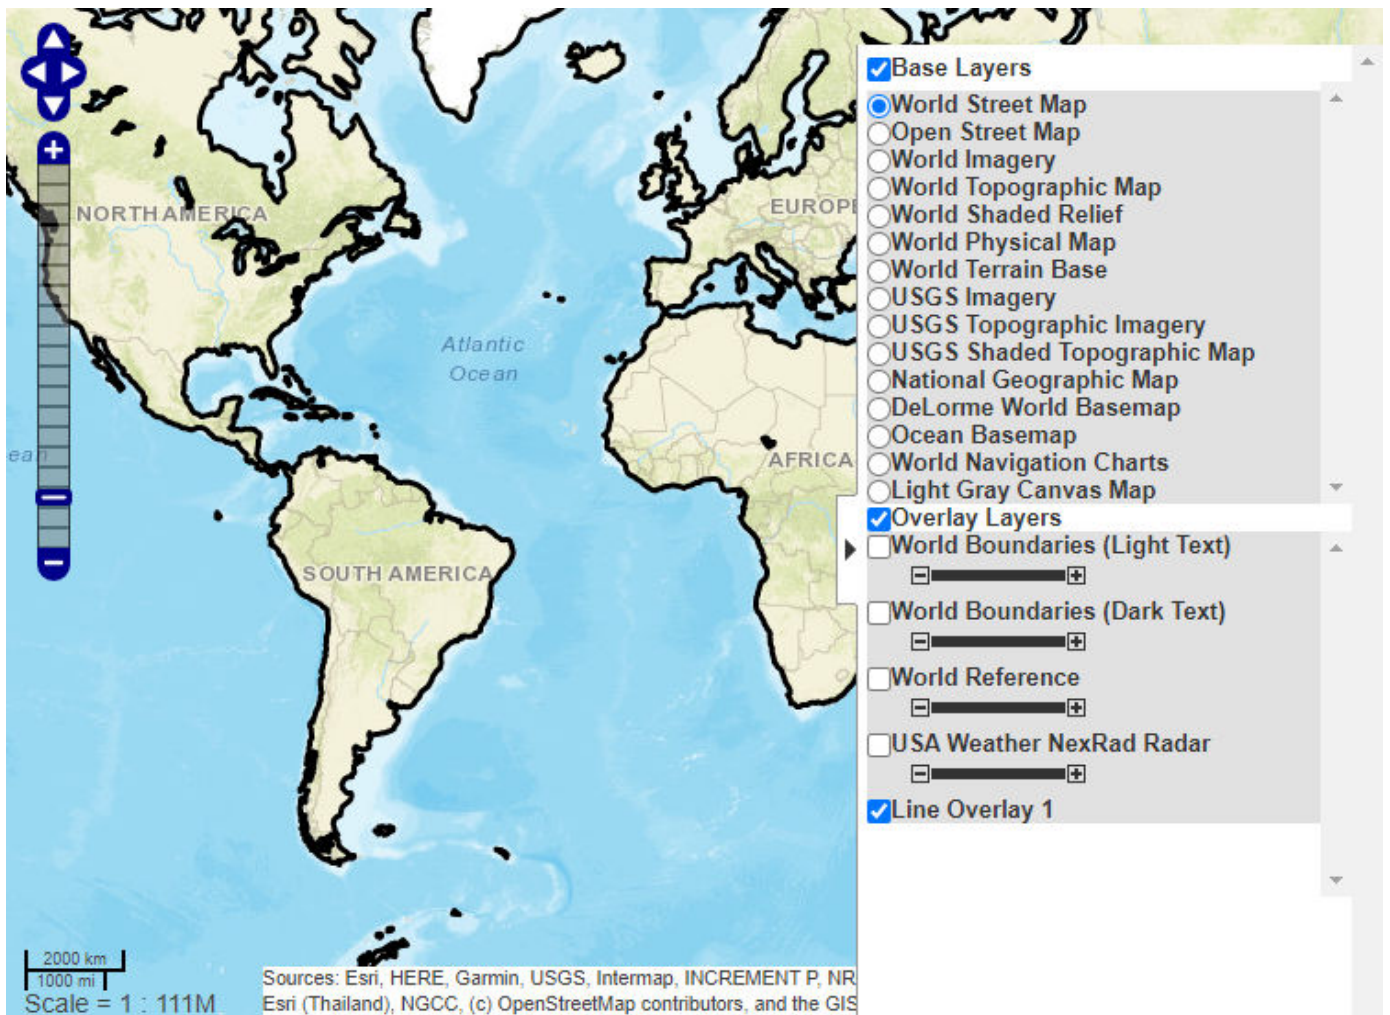 NORTH AMERICA
EUROPE
Atlantic
Ocean
ean
AFRICA
SOUTH AMERICA
2000 km
1000 mi
Scale = 1 : 111M
Sources: Esri, HERE, Garmin, USGS, Intermap, INCREMENT P, NR
Esri (Thailand), NGCC, (c) OpenStreetMap contributors, and the GIS
Base Layers
World Street Map
Open Street Map
World Imagery
World Topographic Map
World Shaded Relief
World Physical Map
World Terrain Base
USGS Imagery
USGS Topographic Imagery
USGS Shaded Topographic Map
National Geographic Map
DeLorme World Basemap
Ocean Basemap
World Navigation Charts
Light Gray Canvas Map
Overlay Layers
World Boundaries (Light Text)
World Boundaries (Dark Text)
World Reference
USA Weather NexRad Radar
Line Overlay 1